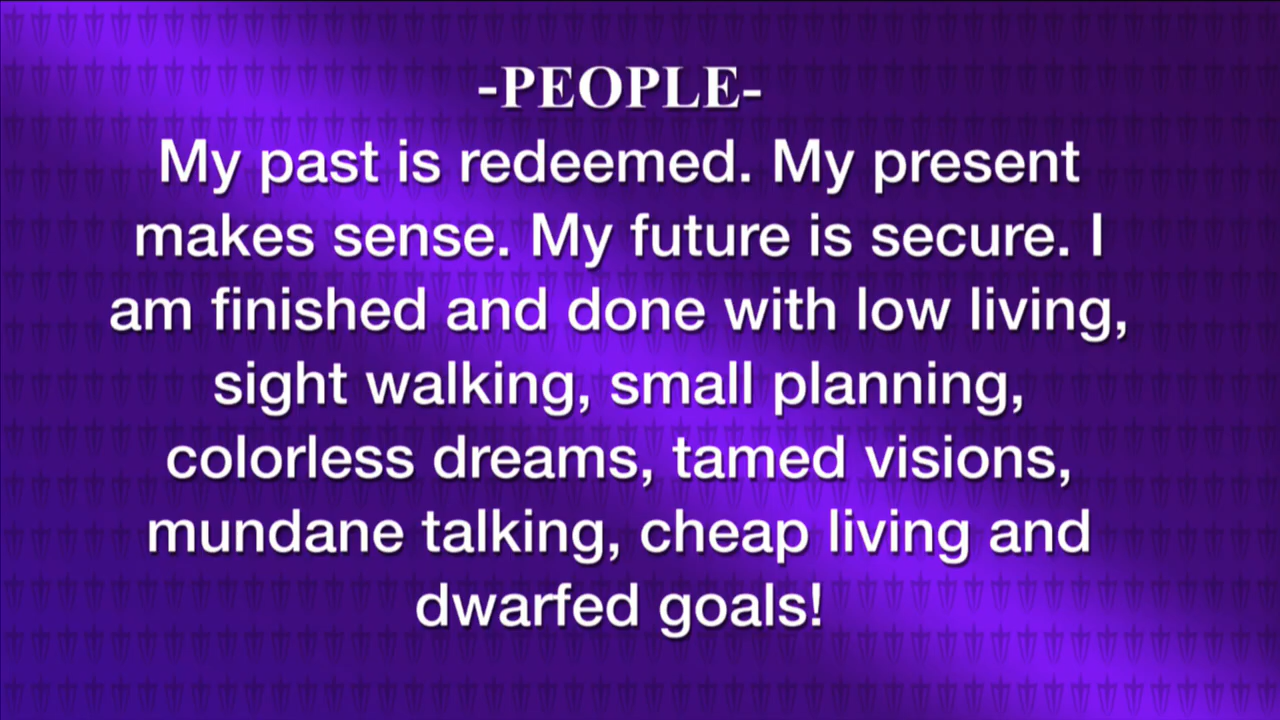 -PEOPLE-
My past is redeemed. My present
makes sense. My future is secure. I
am finished and done with low living,
sight walking, small planning,
colorless dreams, tamed visions,
mundane talking, cheap living and
dwarfed goals!